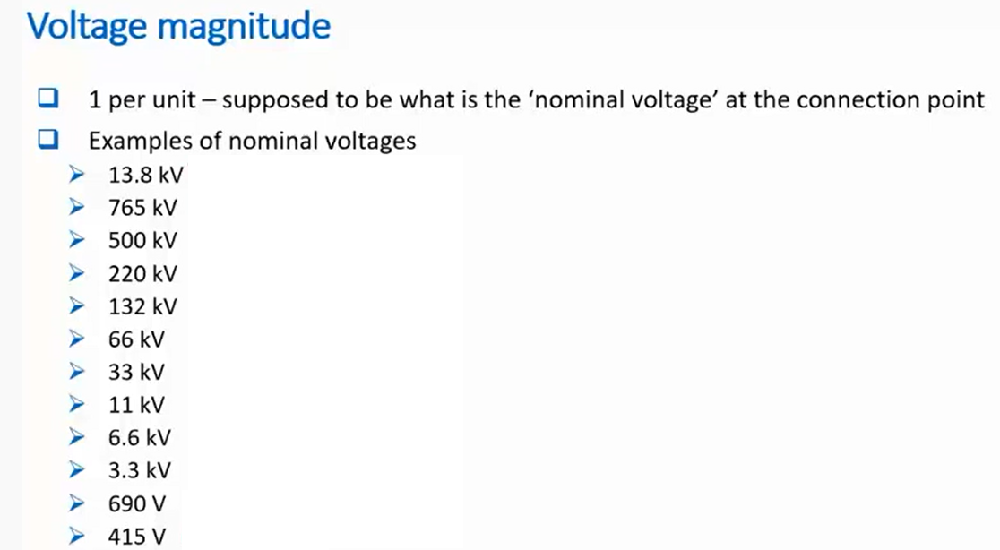 Voltage magnitude
1 per unit – supposed to be what is the ‘nominal voltage’ at the connection point
Examples of nominal voltages
13.8 kV
765 kV
500 kV
220 kV
132 kV
66 kV
33 kV
11 kV
6.6 kV
3.3 kV
690 V
415 V